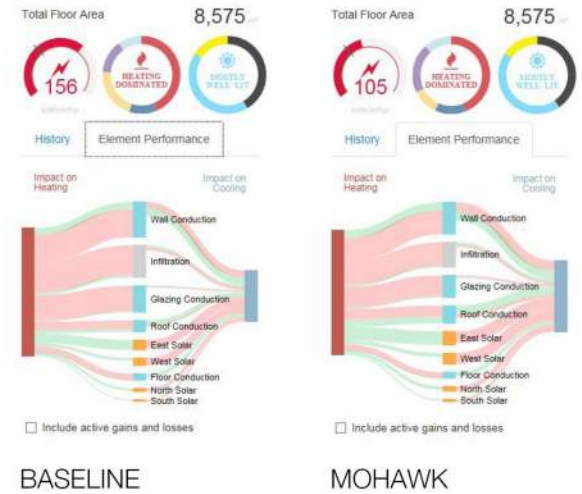 Total Floor Area 8,575
156
HEATING
DOMINATED
MOSTLY
WELL LIT
History Element Performance
Impact on
Heating
Impact on
Cooling
Wall Conduction
Infiltration
Glazing Conduction
Roof Conduction
East Solar
West Solar
Floor Conduction
North Solar
South Solar
Include active gains and losses
BASELINE
Total Floor Area 8,575
105
HEATING
DOMINATED
MOSTLY
WELL LIT
History Element Performance
Impact on
Heating
Impact on
Cooling
Wall Conduction
Infiltration
Glazing Conduction
Roof Conduction
East Solar
West Solar
Floor Conduction
North Solar
South Solar
Include active gains and losses
MOHAWK